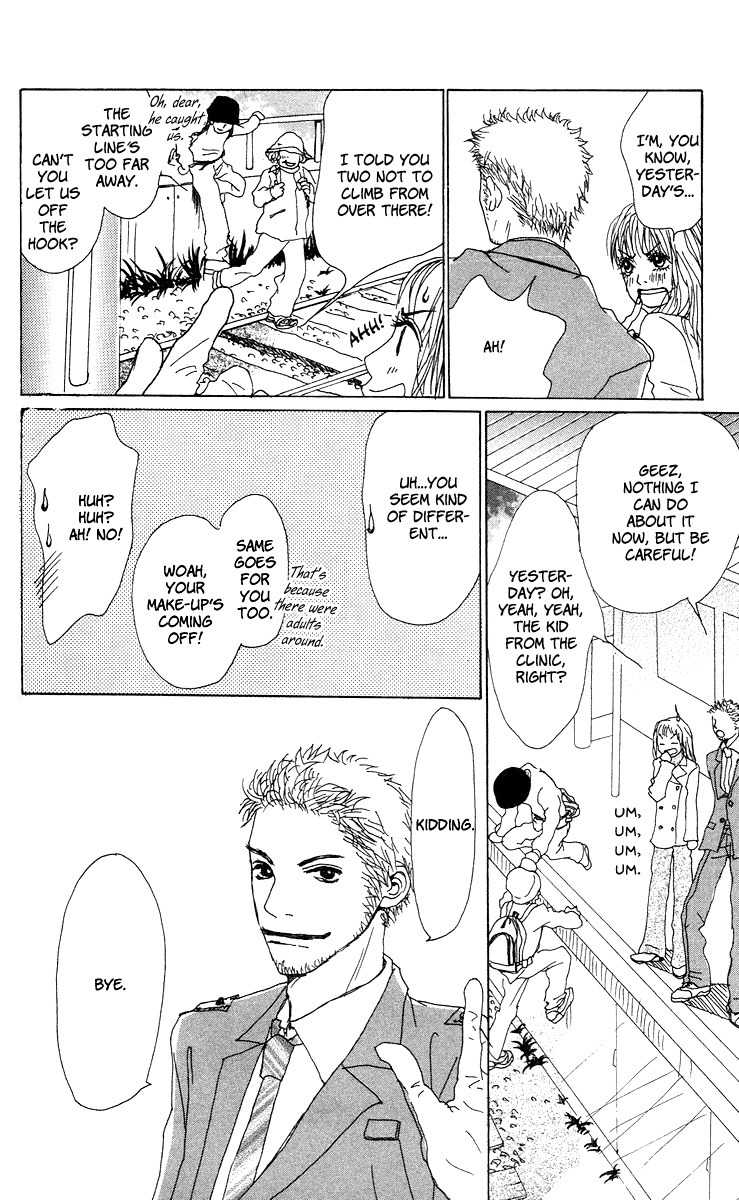 I'M, YOU
KNOW,
YESTER-
DAY'S...
AH!
I TOLD YOU
TWO NOT TO
CLIMB FROM
OVER THERE!
Oh, dear,
he caught
us.
THE
STARTING
LINE'S
TOO FAR
AWAY.
CAN'T
YOU
LET US
OFF
THE
HOOK?
AHH!
GEEZ,
NOTHING I
CAN DO
ABOUT IT
NOW, BUT BE
CAREFUL!
YESTER-
DAY? OH,
YEAH, YEAH,
THE KID
FROM THE
CLINIC,
RIGHT?
UM,
UM,
UM,
UM.
UH...YOU
SEEM KIND
OF DIFFER-
ENT...
SAME
GOES
FOR
YOU
TOO.
That's
because
there were
adults
around.
WOAH,
YOUR
MAKE-UP'S
COMING
OFF!
HUH?
HUH?
AH! NO!
KIDDING.
BYE.